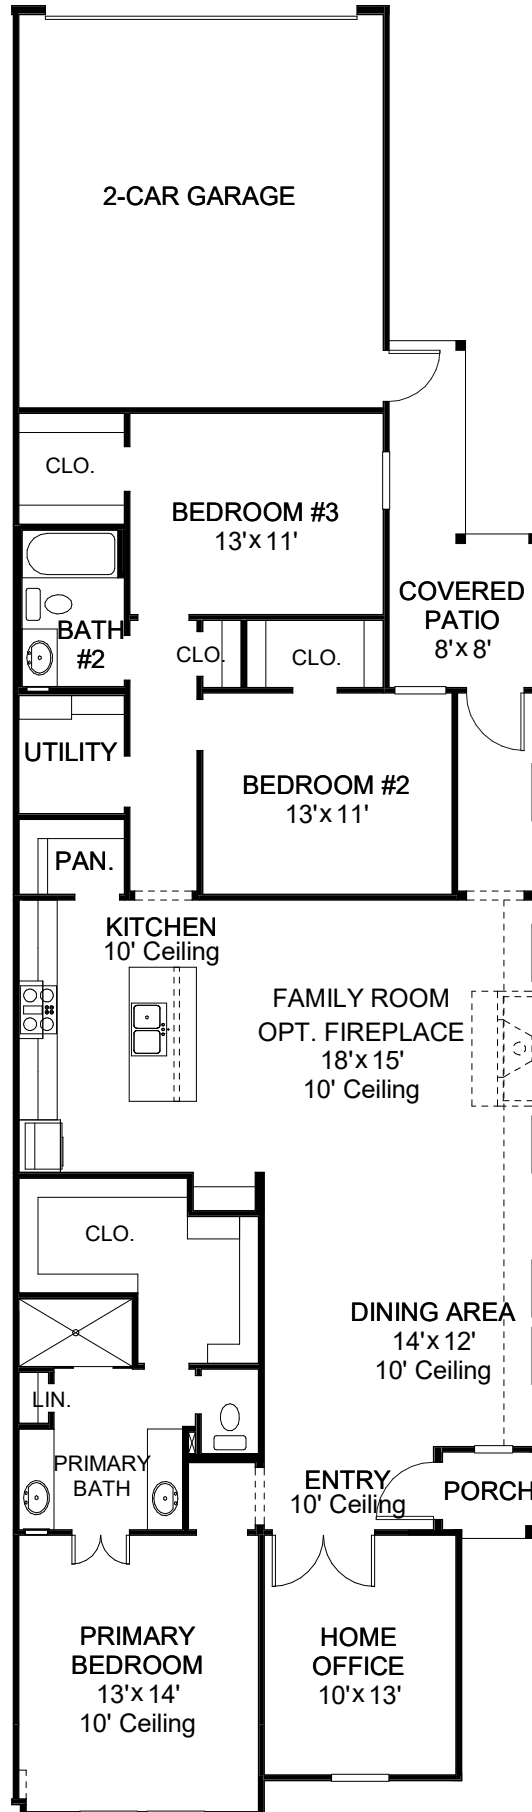 2-CAR GARAGE
CLO.
BEDROOM #3
13'x 11'
COVERED
PATIO
8'x 8'
BATH
#2
CLO.
CLO.
UTILITY
BEDROOM #2
13'x 11'
PAN.
KITCHEN
10' Ceiling
FAMILY ROOM
OPT. FIREPLACE
18'x 15'
10' Ceiling
CLO.
DINING AREA
14'x 12'
10' Ceiling
LIN.
PRIMARY
BATH
ENTRY
10' Ceiling
PORCH
PRIMARY
BEDROOM
13'x 14'
10' Ceiling
HOME
OFFICE
10'x 13'